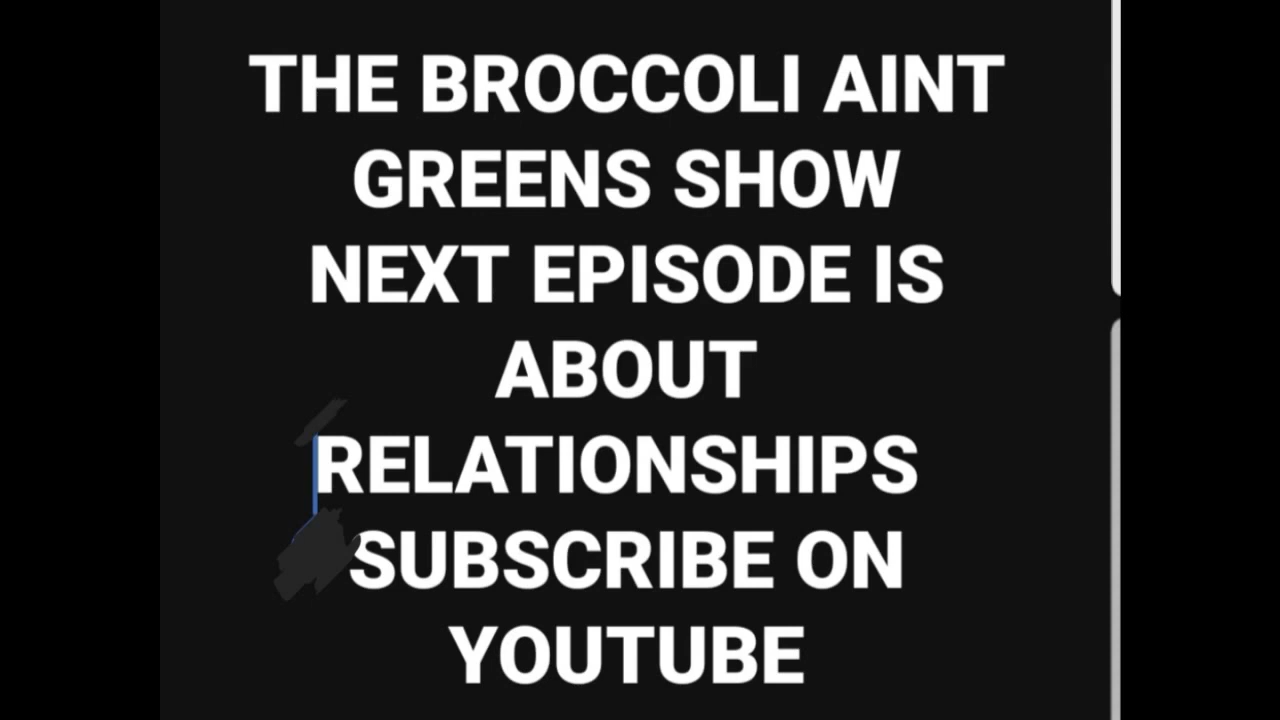 THE BROCCOLI AINT
GREENS SHOW
NEXT EPISODE IS
ABOUT
RELATIONSHIPS
SUBSCRIBE ON
YOUTUBE